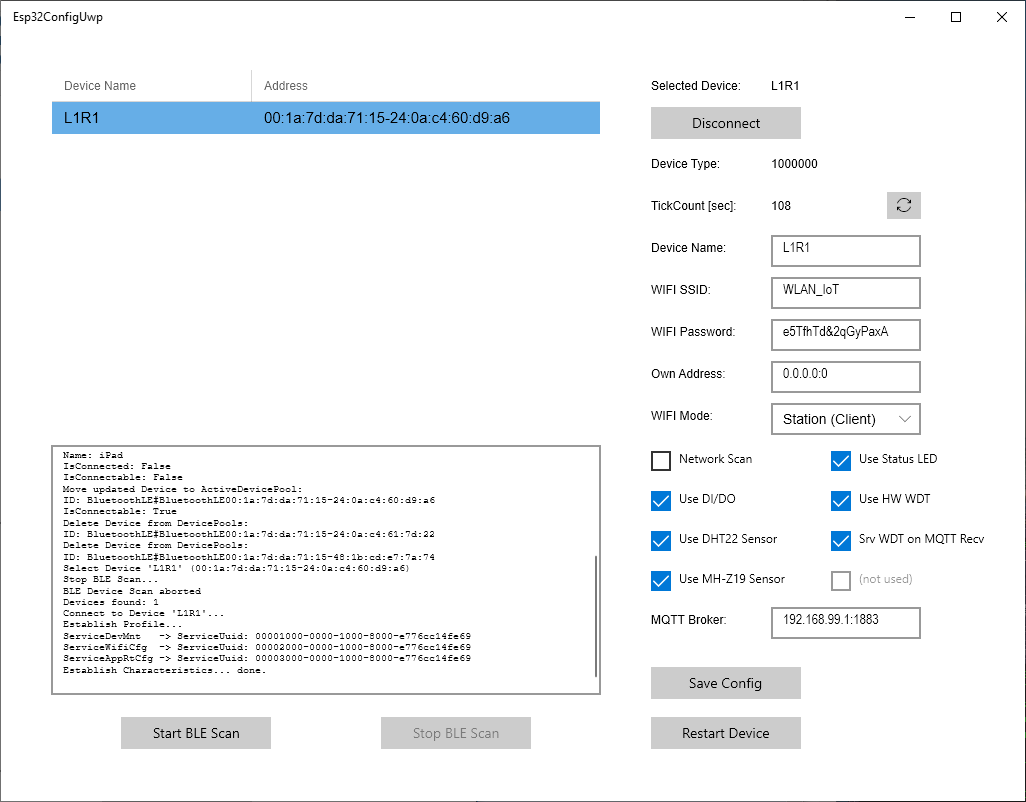 Esp32ConfigUwp
Device Name Address
L1R1 00:1a:7d:da:71:15-24:0a:c4:60:d9:a6
Name: iPad
IsConnected: False
IsConnectable: False
Move updated Device to ActiveDevicePool:
ID: BluetoothLE#BluetoothLE00:1a:7d:da:71:15-24:0a:c4:60:d9:a6
IsConnectable: True
Delete Device from DevicePools:
ID: BluetoothLE#BluetoothLE00:1a:7d:da:71:15-24:0a:c4:61:7d:22
Delete Device from DevicePools:
ID: BluetoothLE#BluetoothLE00:1a:7d:da:71:15-48:1b:cd:e7:7a:74
Select Device 'L1R1' (00:1a:7d:da:71:15-24:0a:c4:60:d9:a6)
Stop BLE Scan...
BLE Device Scan aborted
Devices found: 1
Connect to Device 'L1R1'...
Establish Profile...
ServiceDevMnt -> ServiceUuid: 00001000-0000-1000-8000-e776cc14fe69
ServiceWifiCfg -> ServiceUuid: 00002000-0000-1000-8000-e776cc14fe69
ServiceAppRtCfg -> ServiceUuid: 00003000-0000-1000-8000-e776cc14fe69
Establish Characteristics... done.
Start BLE Scan Stop BLE Scan
Selected Device: L1R1
Disconnect
Device Type: 1000000
TickCount [sec]: 108
Device Name: L1R1
WIFI SSID: WLAN_IoT
WIFI Password: e5TfhTd&2qGyPaxA
Own Address: 0.0.0.0:0
WIFI Mode: Station (Client)
Network Scan Use Status LED
Use DI/DO Use HW WDT
Use DHT22 Sensor Srv WDT on MQTT Recv
Use MH-Z19 Sensor (not used)
MQTT Broker: 192.168.99.1:1883
Save Config
Restart Device